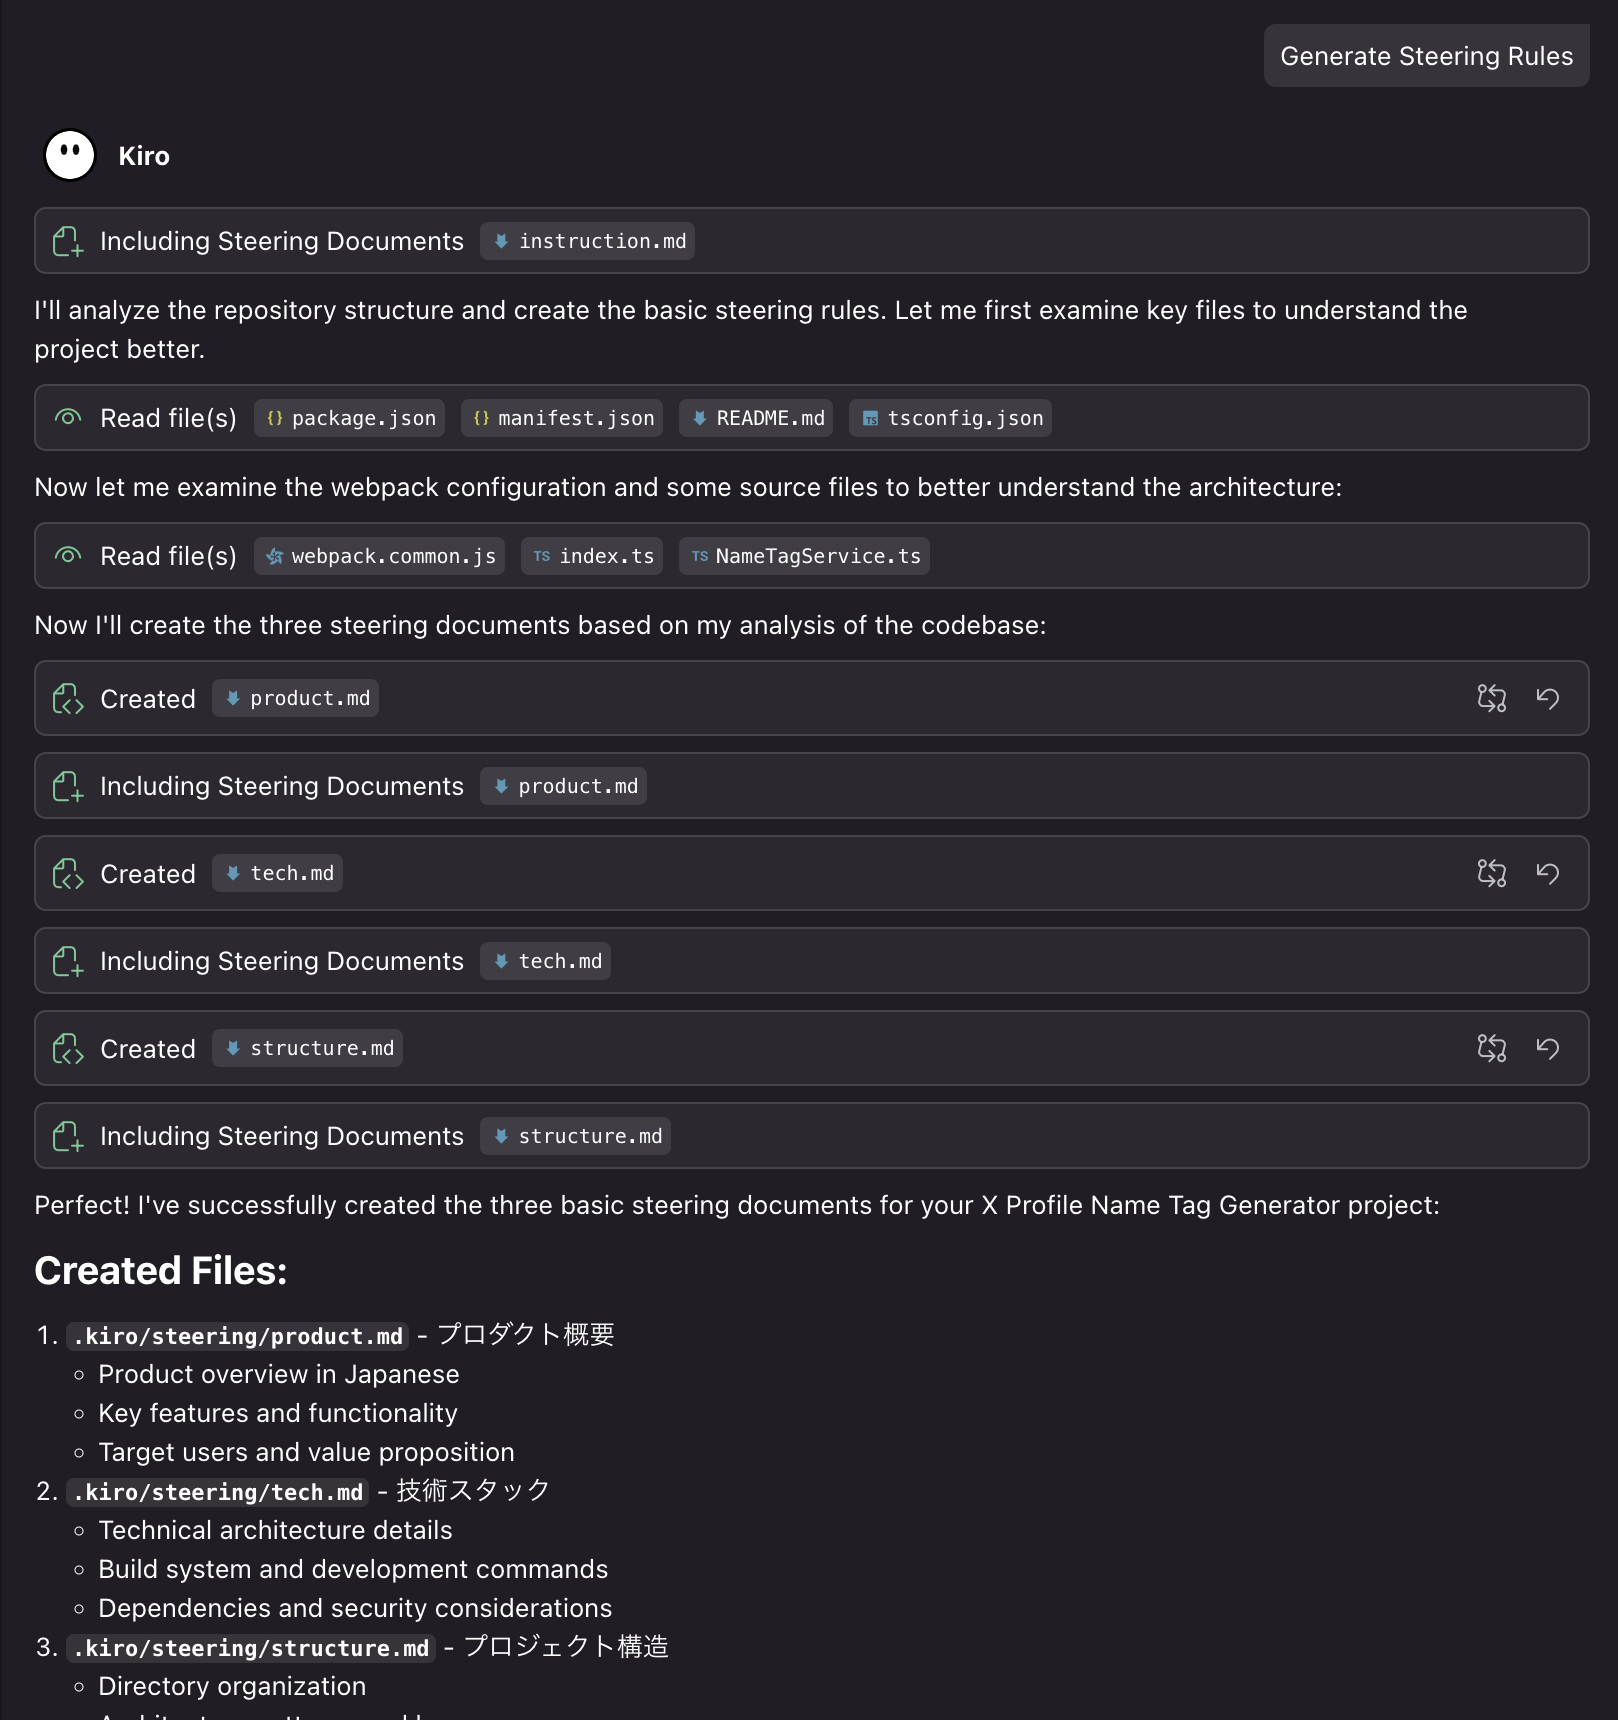 Generate Steering Rules
Kiro
Including Steering Documents instruction.md
I'll analyze the repository structure and create the basic steering rules. Let me first examine key files to understand the
project better.
Read file(s) package.json manifest.json README.md tsconfig.json
Now let me examine the webpack configuration and some source files to better understand the architecture:
Read file(s) webpack.common.js index.ts NameTagService.ts
Now I'll create the three steering documents based on my analysis of the codebase:
Created product.md
Including Steering Documents product.md
Created tech.md
Including Steering Documents tech.md
Created structure.md
Including Steering Documents structure.md
Perfect! I've successfully created the three basic steering documents for your X Profile Name Tag Generator project:
Created Files:
1. .kiro/steering/product.md - プロダクト概要
◦ Product overview in Japanese
◦ Key features and functionality
◦ Target users and value proposition
2. .kiro/steering/tech.md - 技術スタック
◦ Technical architecture details
◦ Build system and development commands
◦ Dependencies and security considerations
3. .kiro/steering/structure.md - プロジェクト構造
◦ Directory organization